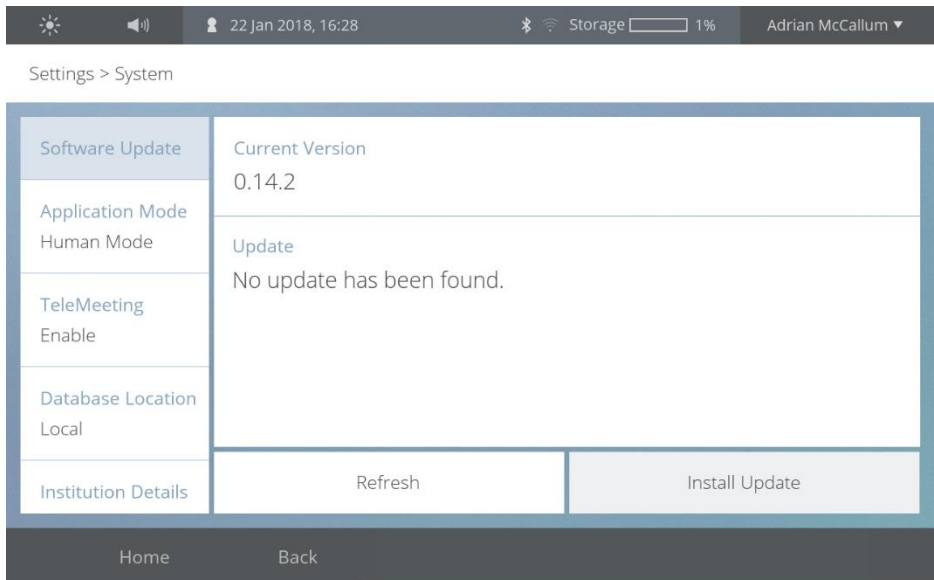 22 Jan 2018, 16:28 Storage 1% Adrian McCallum
Settings > System
Software Update
Application Mode
Human Mode
TeleMeeting
Enable
Database Location
Local
Institution Details
Current Version
0.14.2
Update
No update has been found.
Refresh Install Update
Home Back